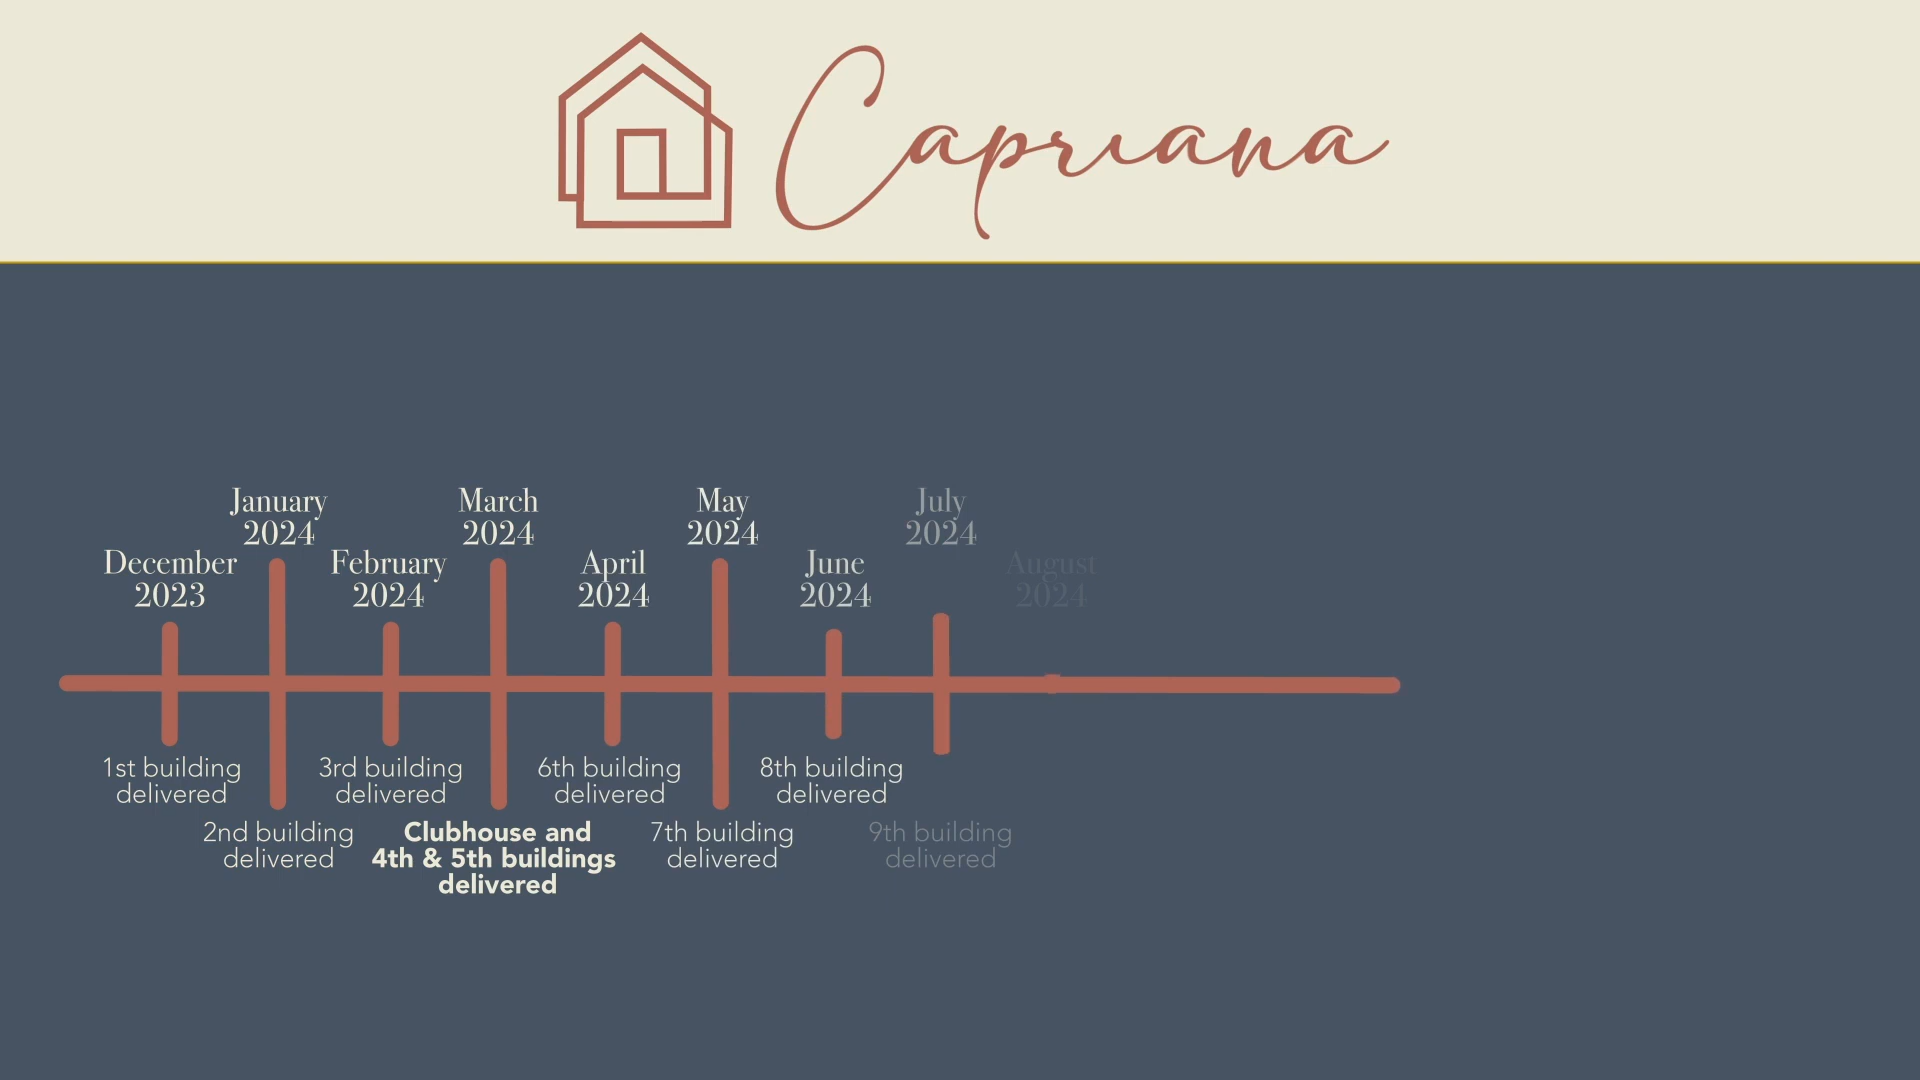 Capriana
December
2023
1st building
delivered
January
2024
2nd building
delivered
February
2024
3rd building
delivered
March
2024
Clubhouse and
4th & 5th buildings
delivered
April
2024
6th building
delivered
May
2024
7th building
delivered
June
2024
8th building
delivered
July
2024
9th building
delivered
August
2024